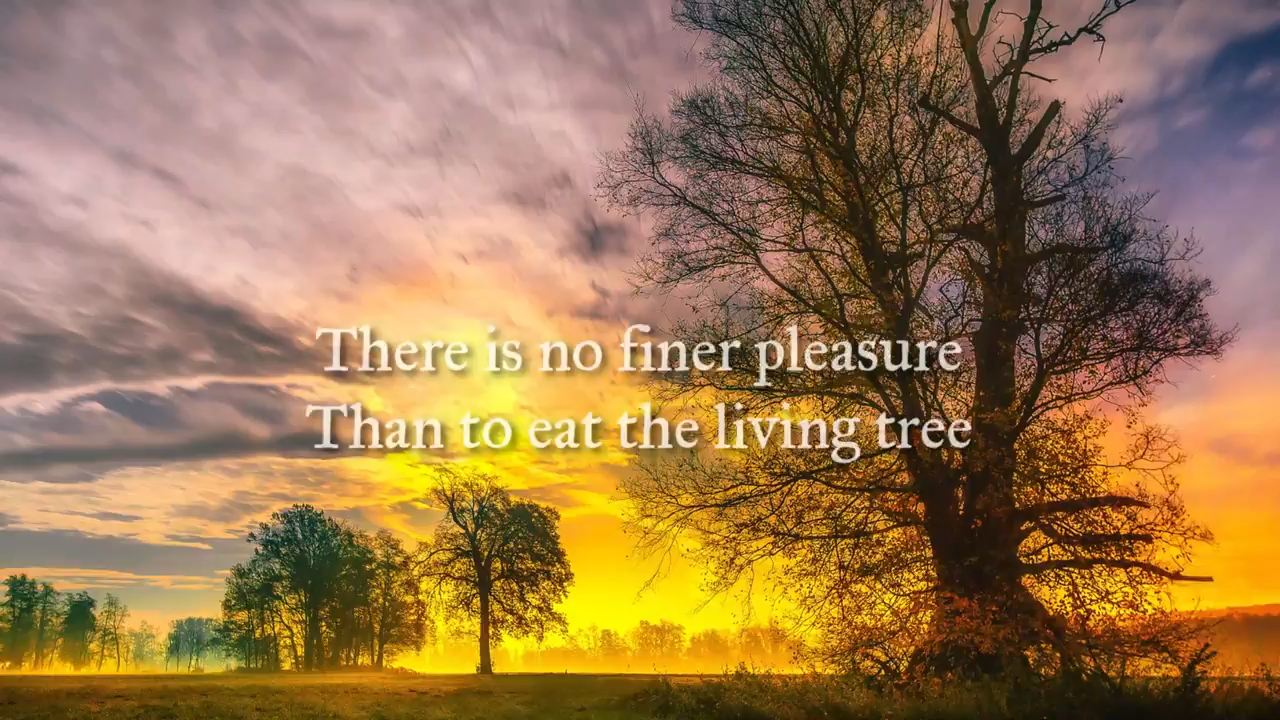 There is no finer pleasure
Than to eat the living tree